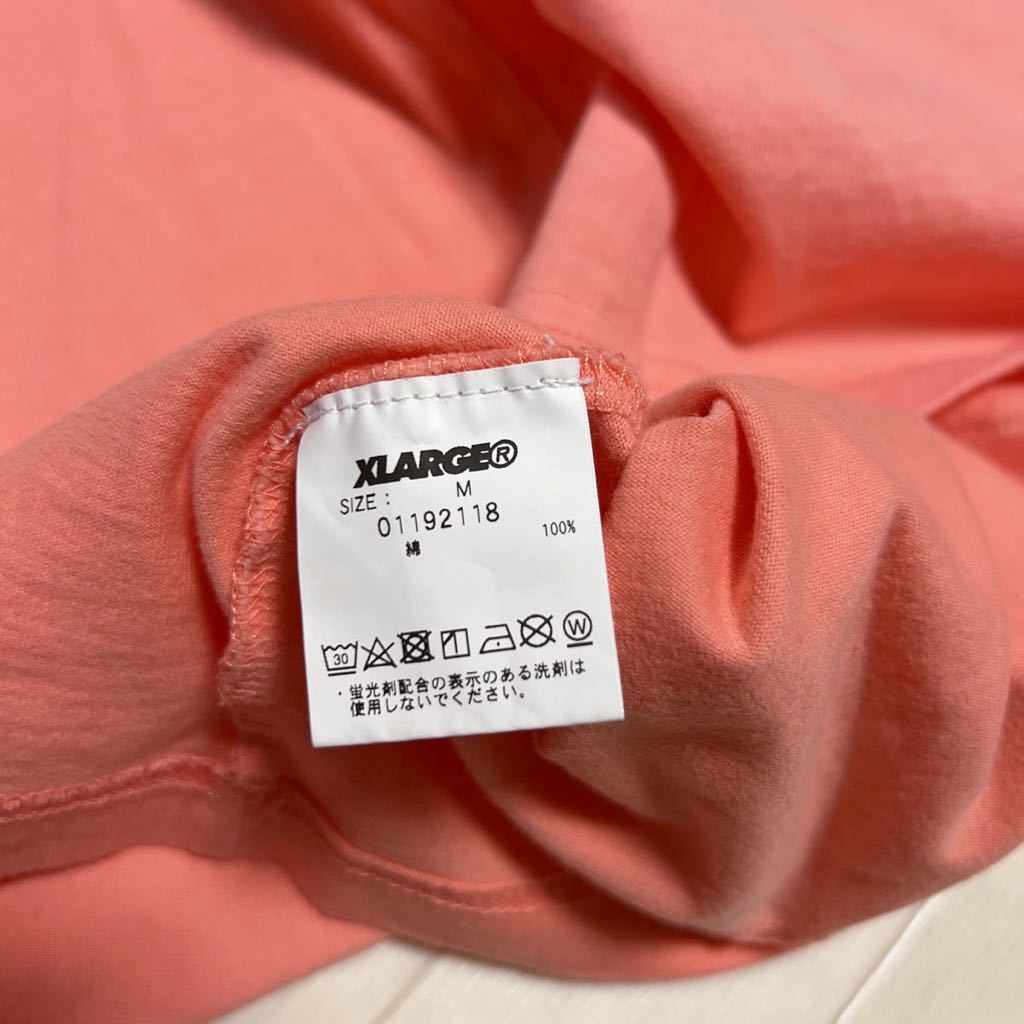 XLARGE®
SIZE : M
01192118
綿 100%
30 W
・蛍光剤配合の表示のある洗剤は
使用しないでください。